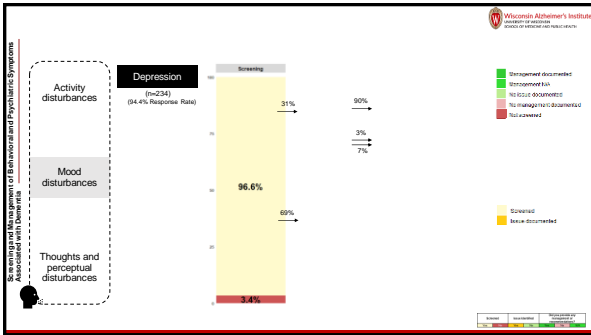 Wisconsin Alzheimer's Institute
UNIVERSITY OF WISCONSIN
SCHOOL OF MEDICINE AND PUBLIC HEALTH
Screening and Management of Behavioral and Psychiatric Symptoms
Associated with Dementia
Activity
disturbances
Mood
disturbances
Thoughts and
perceptual
disturbances
Depression
(n=234)
(94.4% Response Rate)
Screening
100
75
50
25
0
96.6%
3.4%
31%
69%
90%
3%
7%
Management documented
Management N/A
No issue documented
No management documented
Not screened
Screened
Issue documented